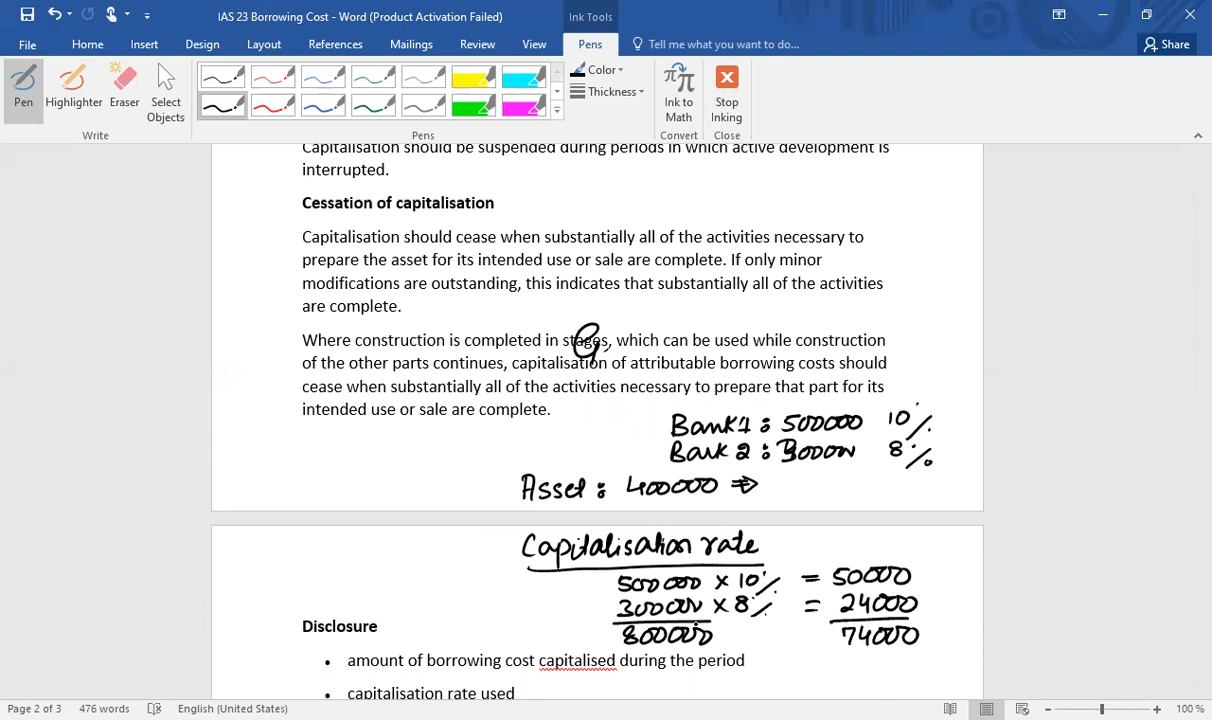 IAS 23 Borrowing Cost - Word (Product Activation Failed)
Ink Tools
File Home Insert Design Layout References Mailings Review View Pens Tell me what you want to do... Share
Pen Highlighter Eraser Select Objects
Color
Thickness
Ink to Math
Stop Inking
Write Pens Convert Close
Capitalisation should be suspended during periods in which active development is
interrupted.
Cessation of capitalisation
Capitalisation should cease when substantially all of the activities necessary to
prepare the asset for its intended use or sale are complete. If only minor
modifications are outstanding, this indicates that substantially all of the activities
are complete.
Where construction is completed in stages, which can be used while construction
of the other parts continues, capitalisation of attributable borrowing costs should
cease when substantially all of the activities necessary to prepare that part for its
intended use or sale are complete.
Bank 1 : 500000 10%
Bank 2 : 300000 8%
Asset : 400000 ⇒
Capitalisation rate
500000 × 10% = 50000
300000 × 8% = 24000
800000 74000
Disclosure
• amount of borrowing cost capitalised during the period
• capitalisation rate used
Page 2 of 3 476 words English (United States) 100 %